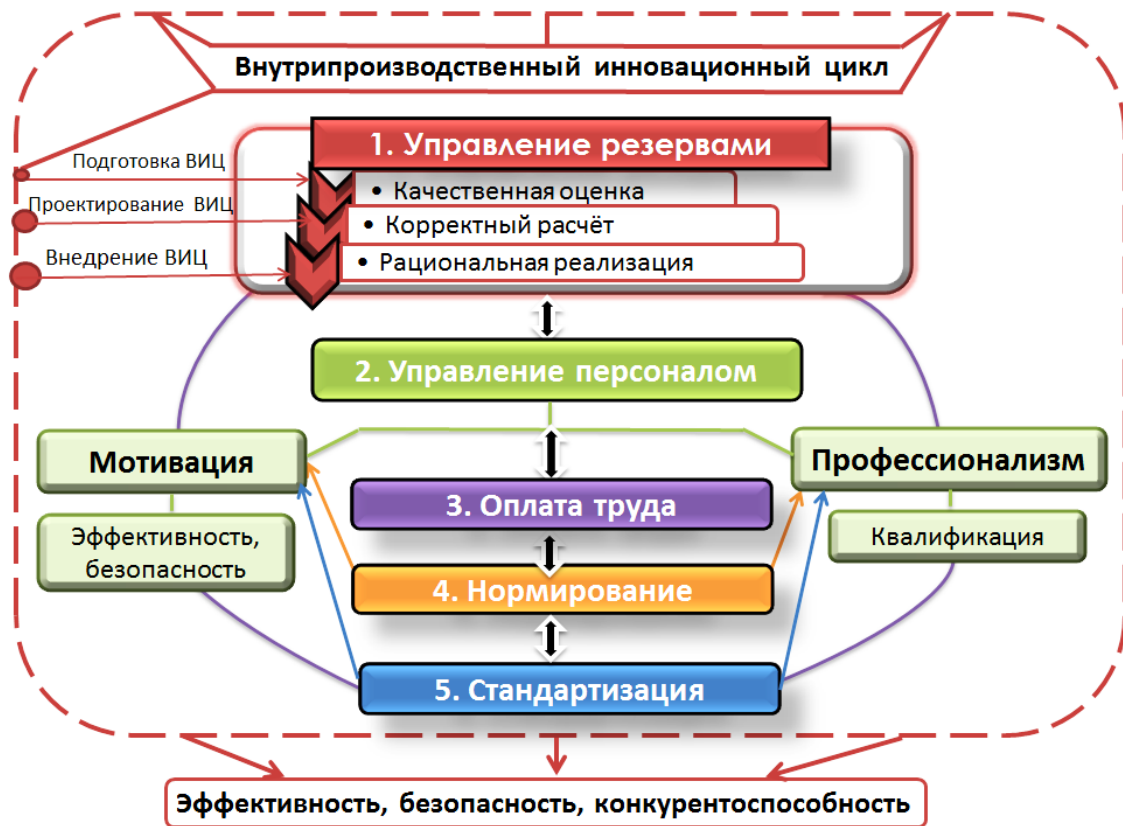 Внутрипроизводственный инновационный цикл
1. Управление резервами
Подготовка ВИЦ
• Качественная оценка
Проектирование ВИЦ
• Корректный расчёт
Внедрение ВИЦ
• Рациональная реализация
2. Управление персоналом
Мотивация
Профессионализм
3. Оплата труда
Эффективность,
безопасность
Квалификация
4. Нормирование
5. Стандартизация
Эффективность, безопасность, конкурентоспособность